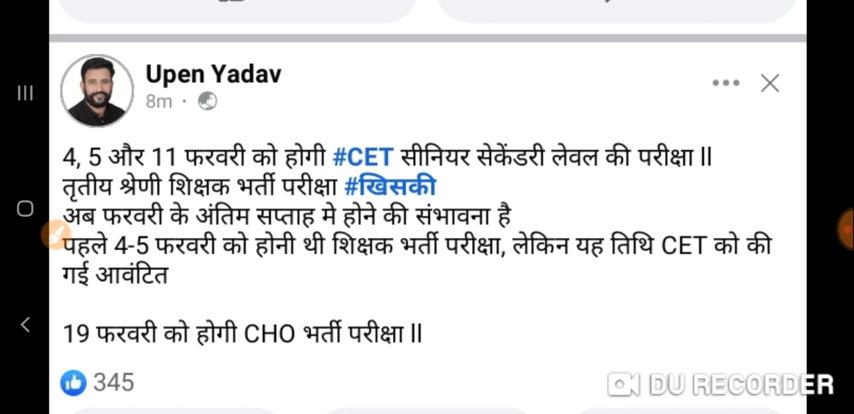 Upen Yadav
8m
4, 5 और 11 फरवरी को होगी #CET सीनियर सेकेंडरी लेवल की परीक्षा ll
तृतीय श्रेणी शिक्षक भर्ती परीक्षा #खिसकी
अब फरवरी के अंतिम सप्ताह मे होने की संभावना है
पहले 4-5 फरवरी को होनी थी शिक्षक भर्ती परीक्षा, लेकिन यह तिथि CET को की
गई आवंटित
19 फरवरी को होगी CHO भर्ती परीक्षा ll
345
DU RECORDER